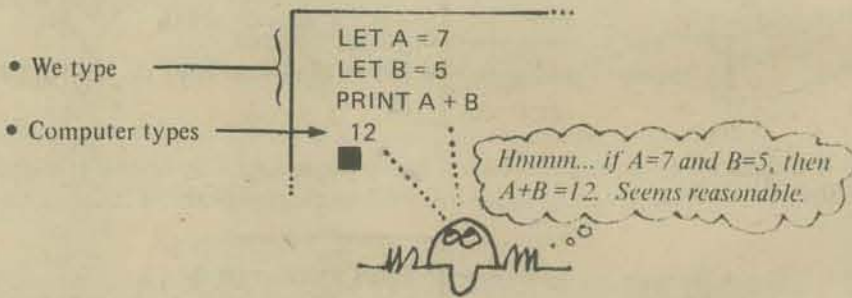 LET A = 7
• We type
LET B = 5
PRINT A + B
• Computer types
12
Hmmm... if A=7 and B=5, then
A+B =12. Seems reasonable.